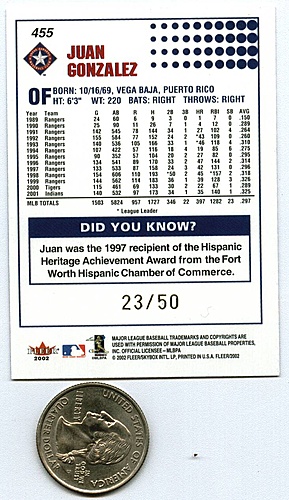 455
JUAN
GONZALEZ
OF BORN: 10/16/69, VEGA BAJA, PUERTO RICO
HT: 6'3" WT: 220 BATS: RIGHT THROWS: RIGHT
Year Teams G AB R H 2B 3B HR RBI SB AVG
1989 Rangers 24 60 6 9 3 0 1 7 0 .150
1990 Rangers 25 90 11 26 7 1 4 12 0 .289
1991 Rangers 142 545 78 144 34 1 27 102 4 .264
1992 Rangers 155 584 77 152 24 2 *43 109 0 .260
1993 Rangers 140 536 105 166 33 1 *46 118 4 .310
1994 Rangers 107 422 57 116 18 4 19 85 6 .275
1995 Rangers 90 352 57 104 20 2 27 82 0 .295
1996 Rangers 134 541 89 170 33 2 47 144 2 .314
1997 Rangers 133 533 87 158 24 3 42 131 0 .296
1998 Rangers 154 606 110 193 *50 2 45 *157 2 .318
1999 Rangers 144 562 114 183 36 1 39 128 3 .326
2000 Tigers 115 461 69 133 30 2 22 67 1 .289
2001 Indians 140 532 97 173 34 1 35 140 1 .325
MLB TOTALS 1503 5824 957 1727 346 22 397 1282 23 .297
* League Leader
DID YOU KNOW?
Juan was the 1997 recipient of the Hispanic
Heritage Achievement Award from the Fort
Worth Hispanic Chamber of Commerce.
23/50
FLEER
2002
MAJOR LEAGUE BASEBALL TRADEMARKS AND COPYRIGHTS ARE
USED WITH PERMISSION OF MAJOR LEAGUE BASEBALL PROPERTIES,
INC. OFFICIAL LICENSEE – MLBPA
© 2002 FLEER/SKYBOX INTL, LP, PRINTED IN U.S.A. FLEER/2002
UNITED STATES OF AMERICA
QUARTER DOLLAR